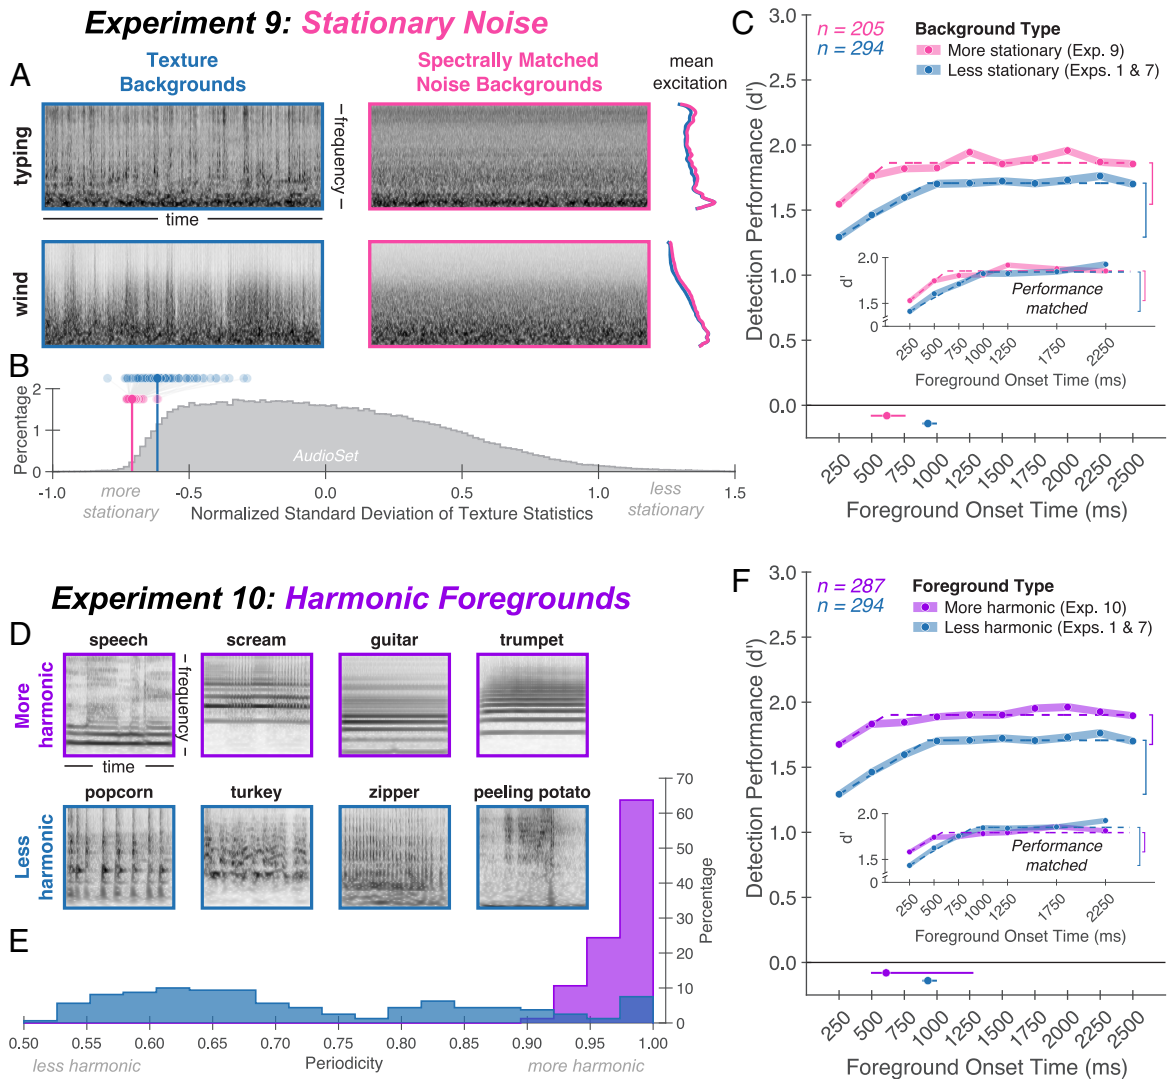 Experiment 9: Stationary Noise
A
Texture
Backgrounds
Spectrally Matched
Noise Backgrounds
mean
excitation
typing
– frequency –
time
wind
B
Percentage
2
1
0
AudioSet
-1.0
-0.5
0.0
0.5
1.0
1.5
more
stationary
less
stationary
Normalized Standard Deviation of Texture Statistics
C
n = 205
n = 294
Background Type
More stationary (Exp. 9)
Less stationary (Exps. 1 & 7)
Detection Performance (d')
3.0
2.5
2.0
1.5
1.0
0.5
0.0
d'
2.0
1.5
0
Performance
matched
250
500
750
1000
1250
1750
2250
Foreground Onset Time (ms)
250
500
750
1000
1250
1500
1750
2000
2250
2500
Foreground Onset Time (ms)
Experiment 10: Harmonic Foregrounds
D
More
harmonic
speech
scream
guitar
trumpet
– frequency –
time
Less
harmonic
popcorn
turkey
zipper
peeling potato
E
70
60
50
40
30
20
10
0
Percentage
0.50
0.55
0.60
0.65
0.70
0.75
0.80
0.85
0.90
0.95
1.00
less harmonic
Periodicity
more harmonic
F
n = 287
n = 294
Foreground Type
More harmonic (Exp. 10)
Less harmonic (Exps. 1 & 7)
Detection Performance (d')
3.0
2.5
2.0
1.5
1.0
0.5
0.0
d'
2.0
1.5
0
Performance
matched
250
500
750
1000
1250
1750
2250
Foreground Onset Time (ms)
250
500
750
1000
1250
1500
1750
2000
2250
2500
Foreground Onset Time (ms)